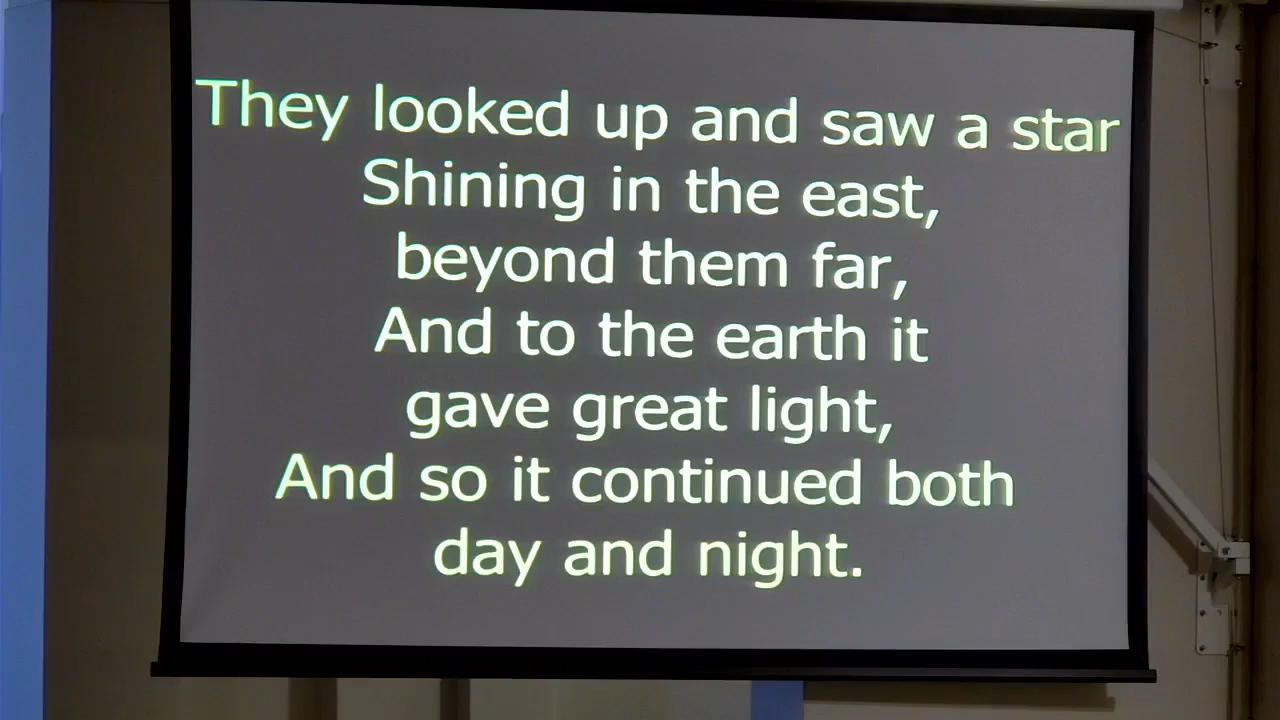 They looked up and saw a star
Shining in the east,
beyond them far,
And to the earth it
gave great light,
And so it continued both
day and night.